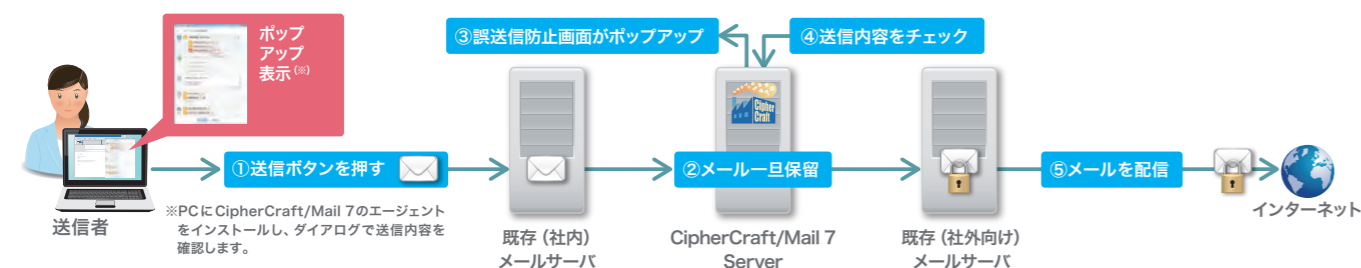 ポップ
アップ
表示(※)
③誤送信防止画面がポップアップ
④送信内容をチェック
Cipher
Craft
①送信ボタンを押す
②メール一旦保留
⑤メールを配信
送信者
※PCにCipherCraft/Mail 7のエージェント
をインストールし、ダイアログで送信内容を
確認します。
既存（社内）
メールサーバ
CipherCraft/Mail 7
Server
既存（社外向け）
メールサーバ
インターネット